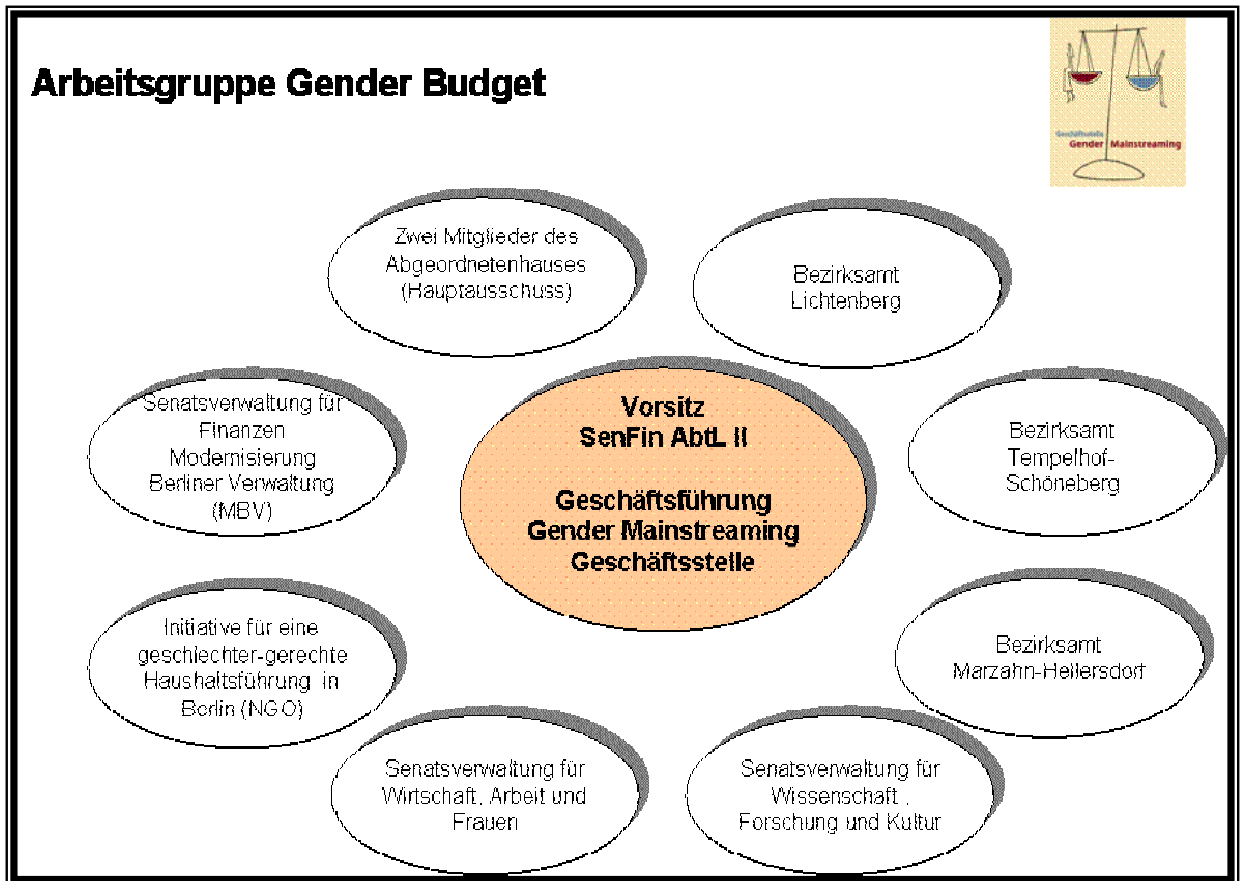 Arbeitsgruppe Gender Budget
Geschäftsstelle
Gender Mainstreaming
Zwei Mitglieder des
Abgeordnetenhauses
(Hauptausschuss)
Bezirksamt
Lichtenberg
Senatsverwaltung für
Finanzen
Modernisierung
Berliner Verwaltung
(MBV)
Vorsitz
SenFin AbtL II
Geschäftsführung
Gender Mainstreaming
Geschäftsstelle
Bezirksamt
Tempelhof-
Schöneberg
Initiative für eine
geschlechter-gerechte
Haushaltsführung in
Berlin (NGO)
Bezirksamt
Marzahn-Hellersdorf
Senatsverwaltung für
Wirtschaft, Arbeit und
Frauen
Senatsverwaltung für
Wissenschaft ,
Forschung und Kultur